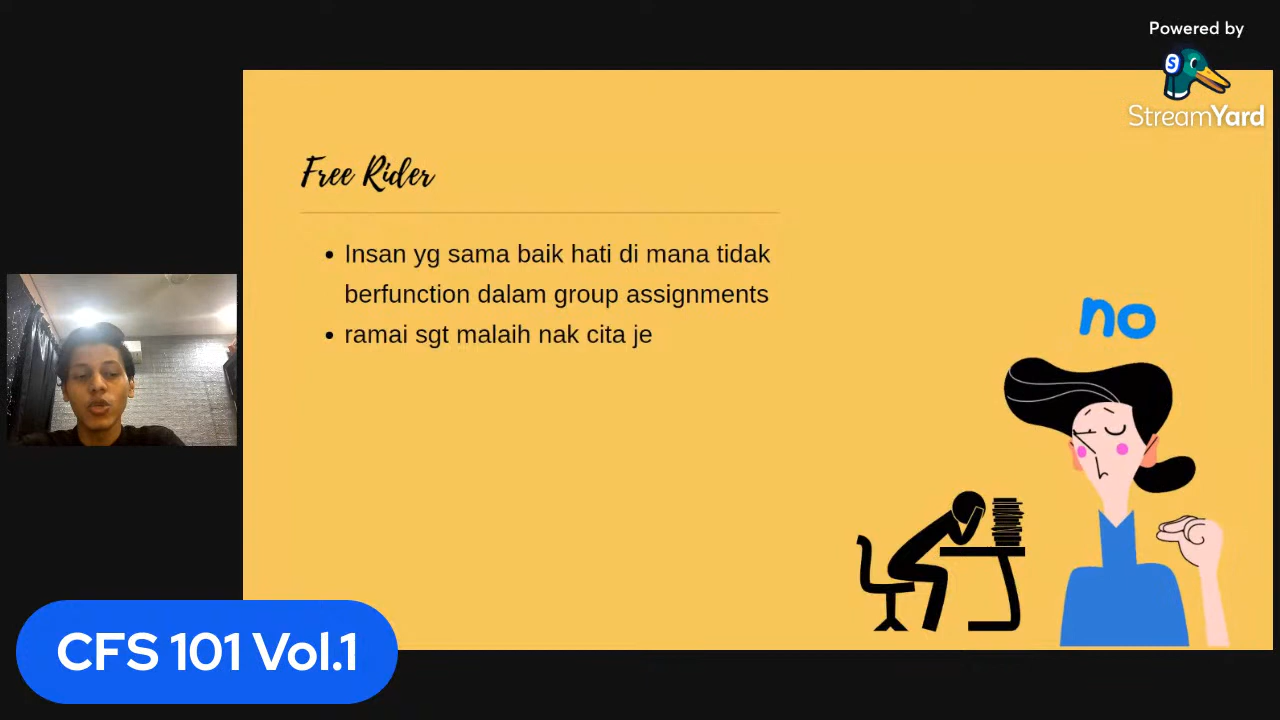 Powered by
StreamYard
Free Rider
• Insan yg sama baik hati di mana tidak
berfunction dalam group assignments
• ramai sgt malaih nak cita je
no
CFS 101 Vol.1